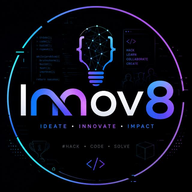 Innov8
IDEATE • INNOVATE • IMPACT
#HACK • CODE • SOLVE